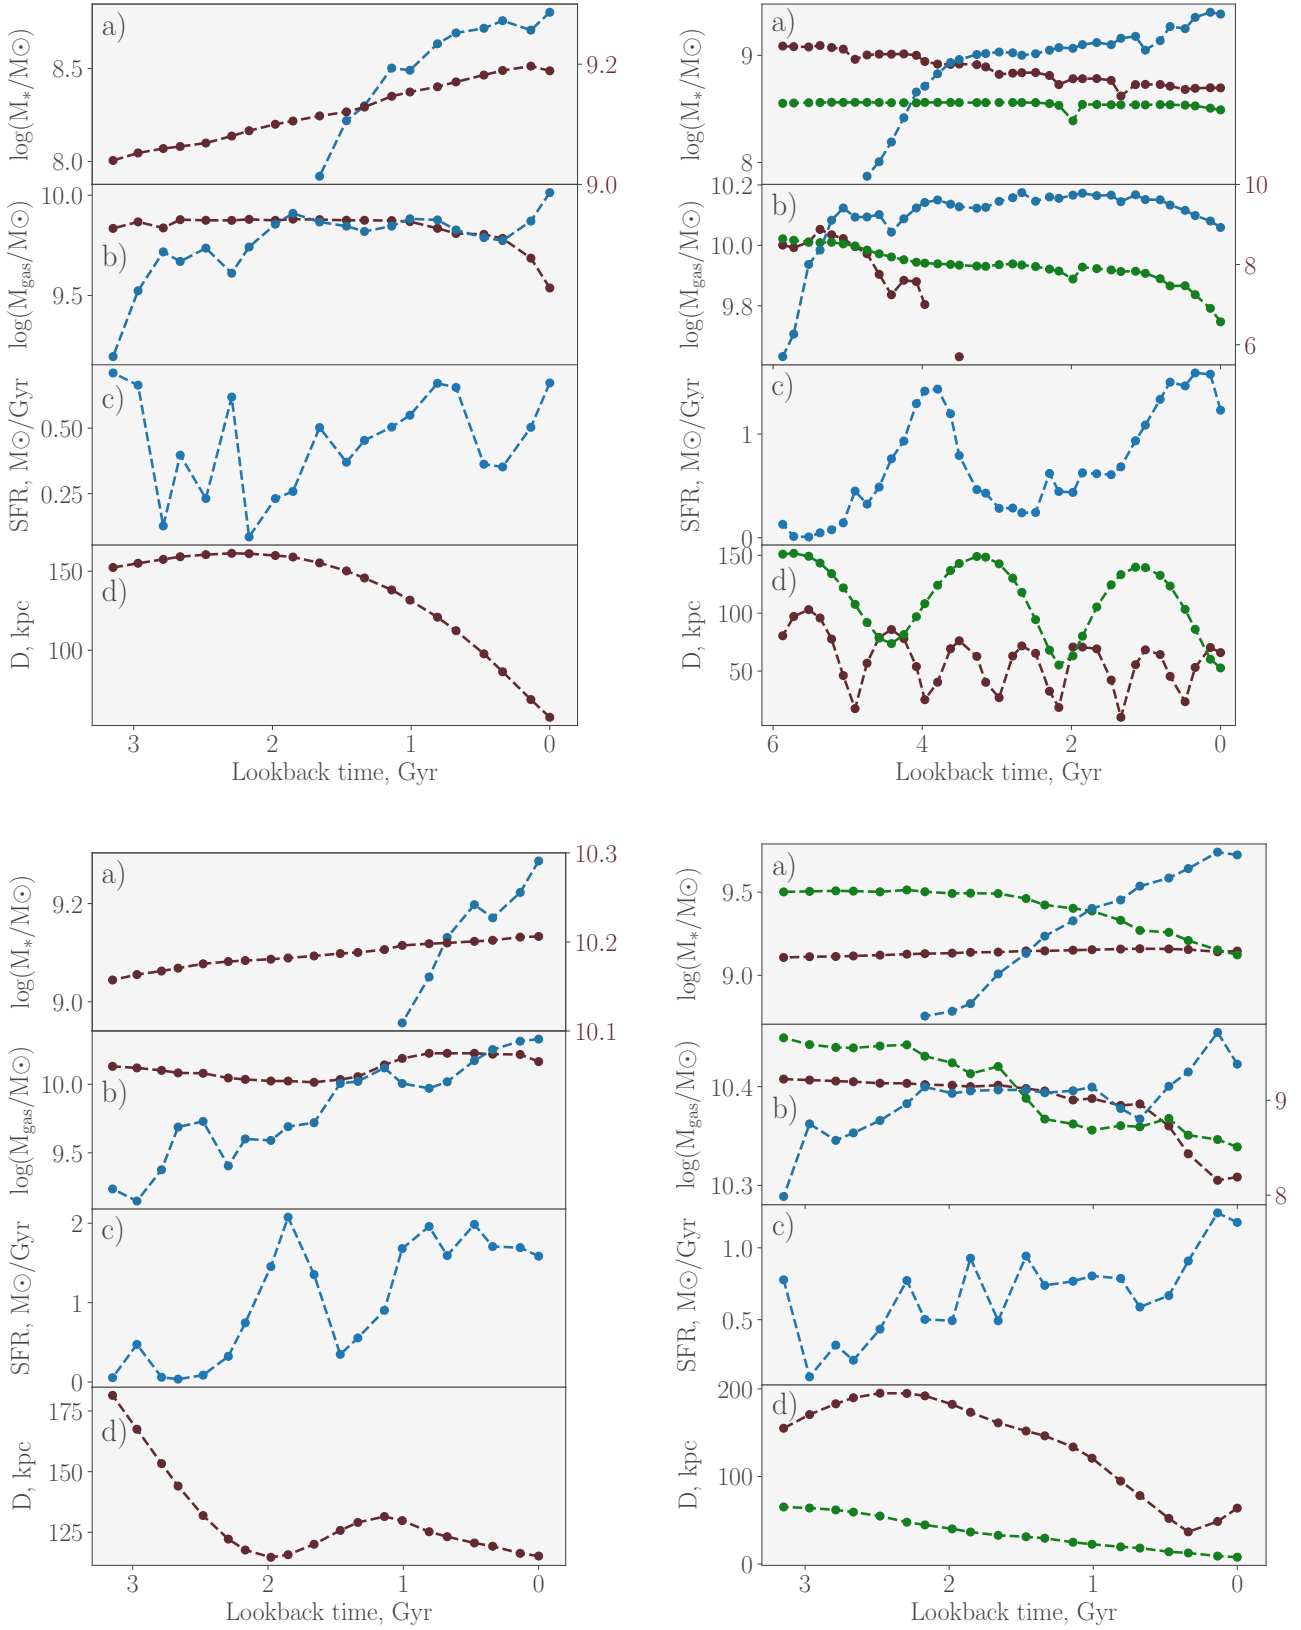 a)
log(M*/M⊙)
8.5
8.0
9.2
9.0
b)
log(Mgas/M⊙)
10.0
9.5
c)
SFR, M⊙/Gyr
0.50
0.25
d)
D, kpc
150
100
3 2 1 0
Lookback time, Gyr
a)
log(M*/M⊙)
9
8
10
b)
log(Mgas/M⊙)
10.2
10.0
9.8
8
6
c)
SFR, M⊙/Gyr
1
0
d)
D, kpc
150
100
50
6 4 2 0
Lookback time, Gyr
a)
log(M*/M⊙)
9.2
9.0
10.3
10.2
10.1
b)
log(Mgas/M⊙)
10.0
9.5
c)
SFR, M⊙/Gyr
2
1
0
d)
D, kpc
175
150
125
3 2 1 0
Lookback time, Gyr
a)
log(M*/M⊙)
9.5
9.0
b)
log(Mgas/M⊙)
10.4
10.3
9
8
c)
SFR, M⊙/Gyr
1.0
0.5
d)
D, kpc
200
100
0
3 2 1 0
Lookback time, Gyr